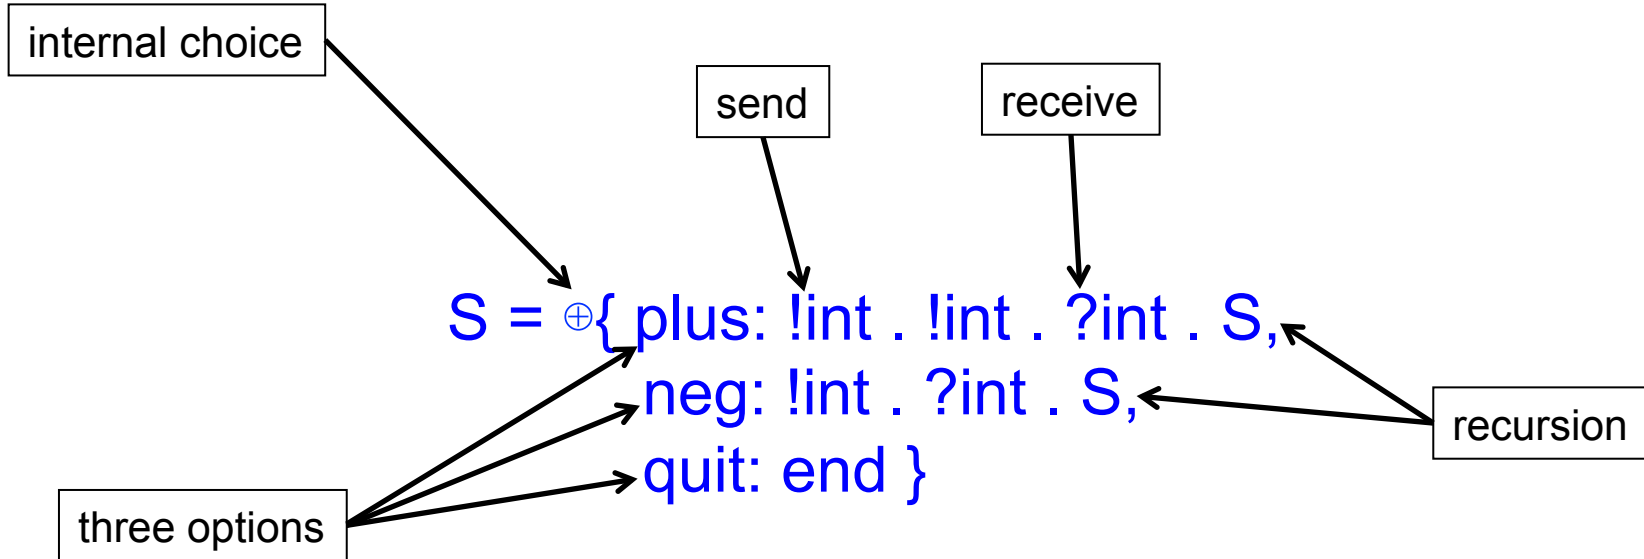 internal choice
send
receive
S = ⊕{ plus: !int . !int . ?int . S,
neg: !int . ?int . S,
quit: end }
recursion
three options